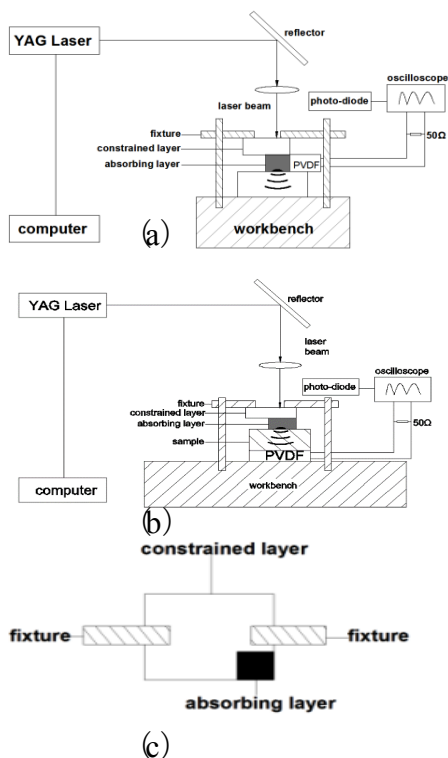 YAG Laser
reflector
oscilloscope
laser beam
photo-diode
50Ω
fixture
constrained layer
absorbing layer
PVDF
computer
workbench
(a)
YAG Laser
reflector
laser
beam
oscilloscope
photo-diode
fixture
constrained layer
absorbing layer
50Ω
sample
PVDF
computer
workbench
(b)
constrained layer
fixture
fixture
absorbing layer
(c)